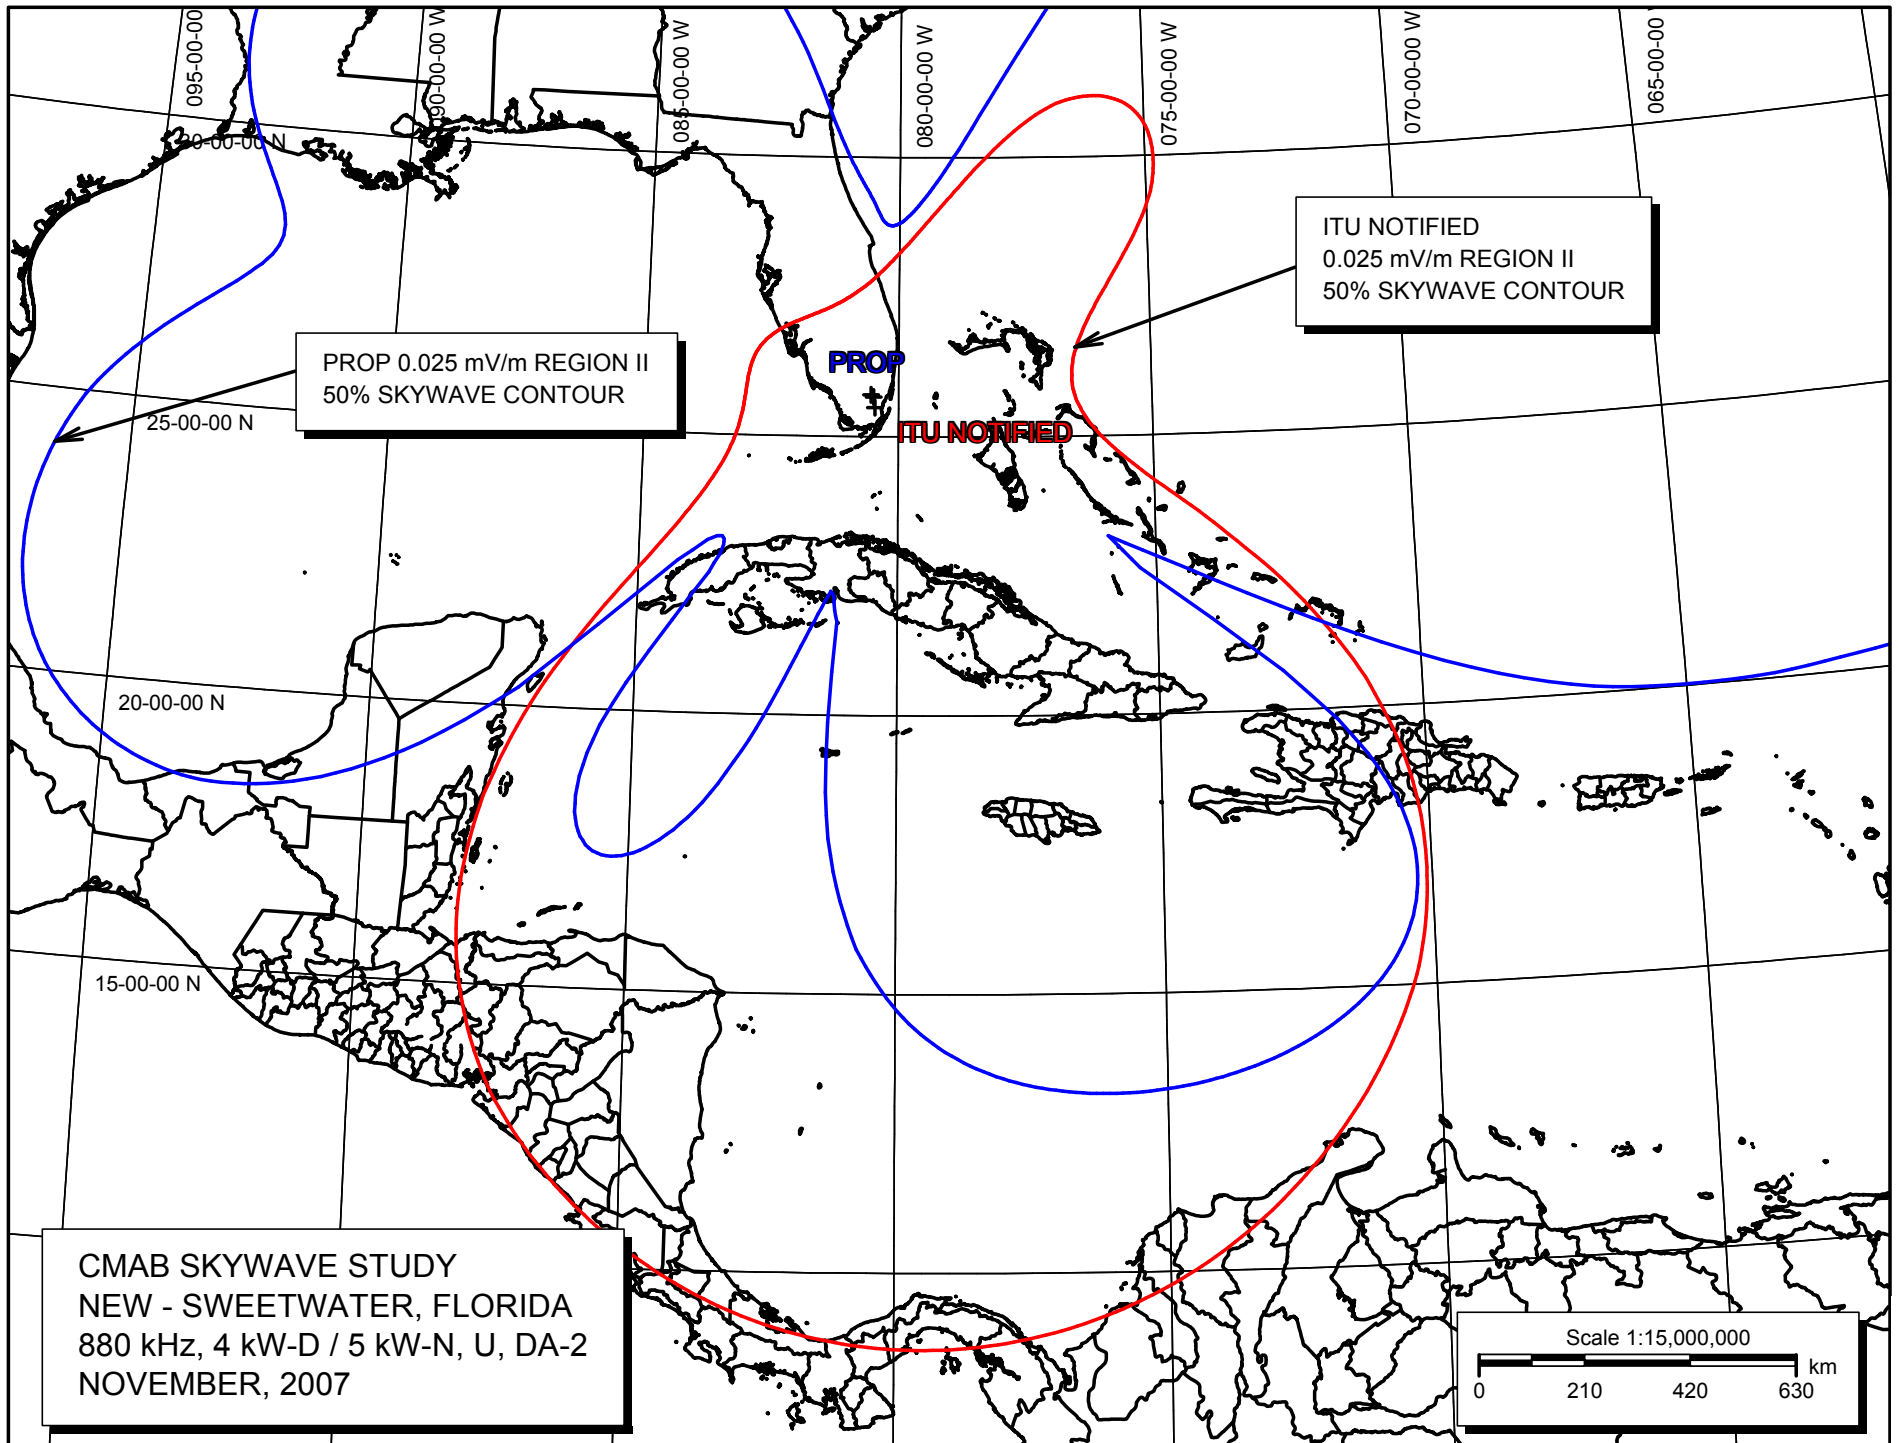 095-00-00
090-00-00 W
085-00-00 W
080-00-00 W
075-00-00 W
070-00-00 W
065-00-00
30-00-00 N
ITU NOTIFIED
0.025 mV/m REGION II
50% SKYWAVE CONTOUR
PROP 0.025 mV/m REGION II
50% SKYWAVE CONTOUR
PROP
25-00-00 N
ITU NOTIFIED
20-00-00 N
15-00-00 N
CMAB SKYWAVE STUDY
NEW - SWEETWATER, FLORIDA
880 kHz, 4 kW-D / 5 kW-N, U, DA-2
NOVEMBER, 2007
Scale 1:15,000,000
km
0 210 420 630